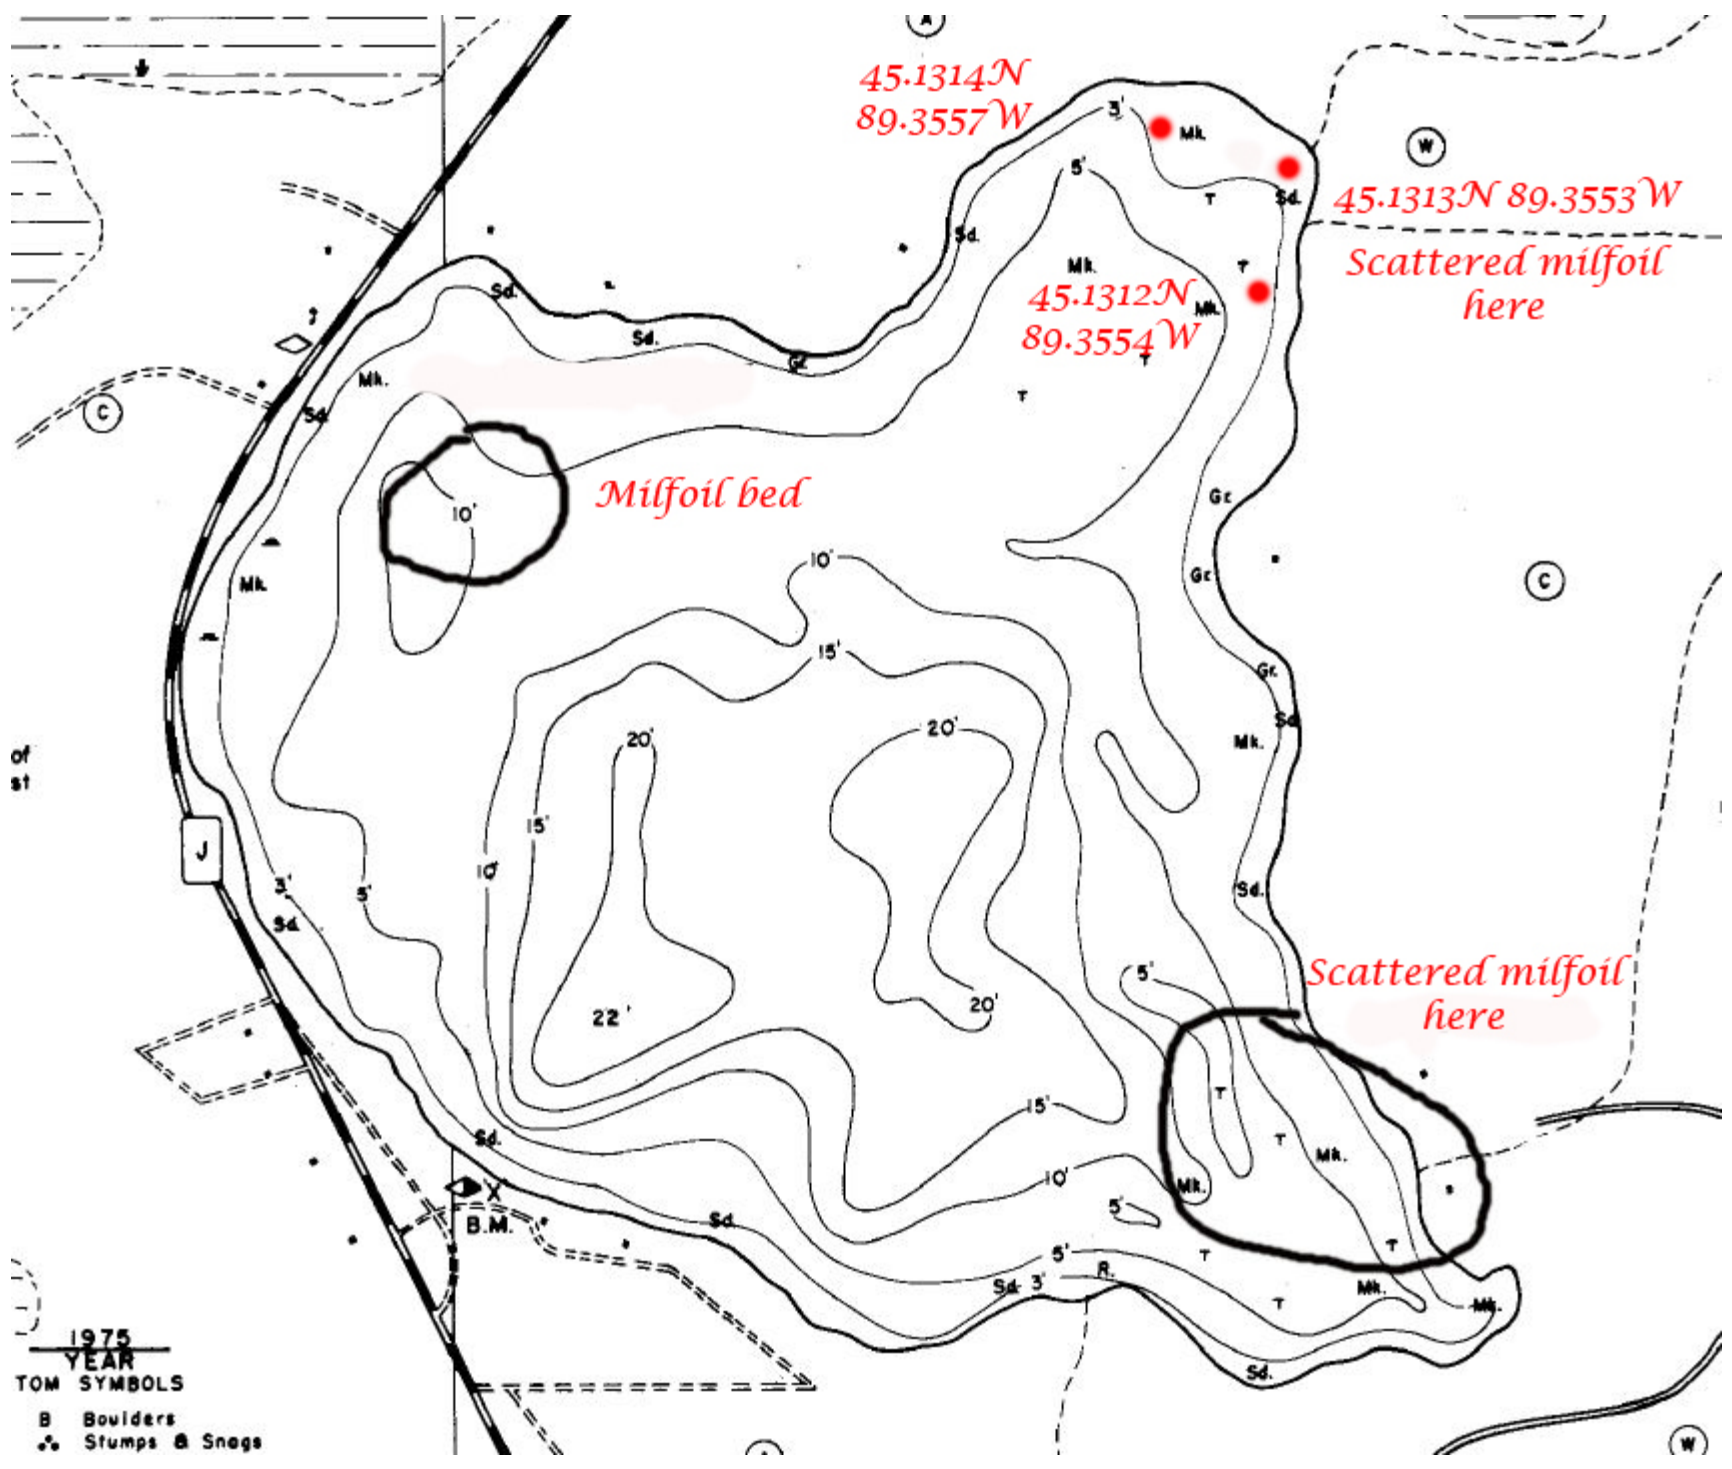 A
45.1314N
89.3557W
3'
Mk.
W
5'
T
Sd.
45.1313N 89.3553W
Sd.
Mk.
T
Scattered milfoil
here
45.1312N
89.3554W
Mk.
T
Sd.
Sd.
Gr.
Mk.
T
C
Sd.
Milfoil bed
Gr.
10'
10'
Gr.
C
Mk.
15'
Gr.
Sd.
20'
20'
Mk.
of
st
15'
J
10'
3'
5'
Sd.
Sd.
5'
Scattered milfoil
here
20'
22'
T
15'
Sd.
T
Mk.
10'
Mk.
'X'
5'
Sd.
B.M.
T
5'
T
R.
Sd.
3'
Mk.
T
Mk.
1975
YEAR
TOM SYMBOLS
Sd.
B Boulders
Stumps & Snags
W